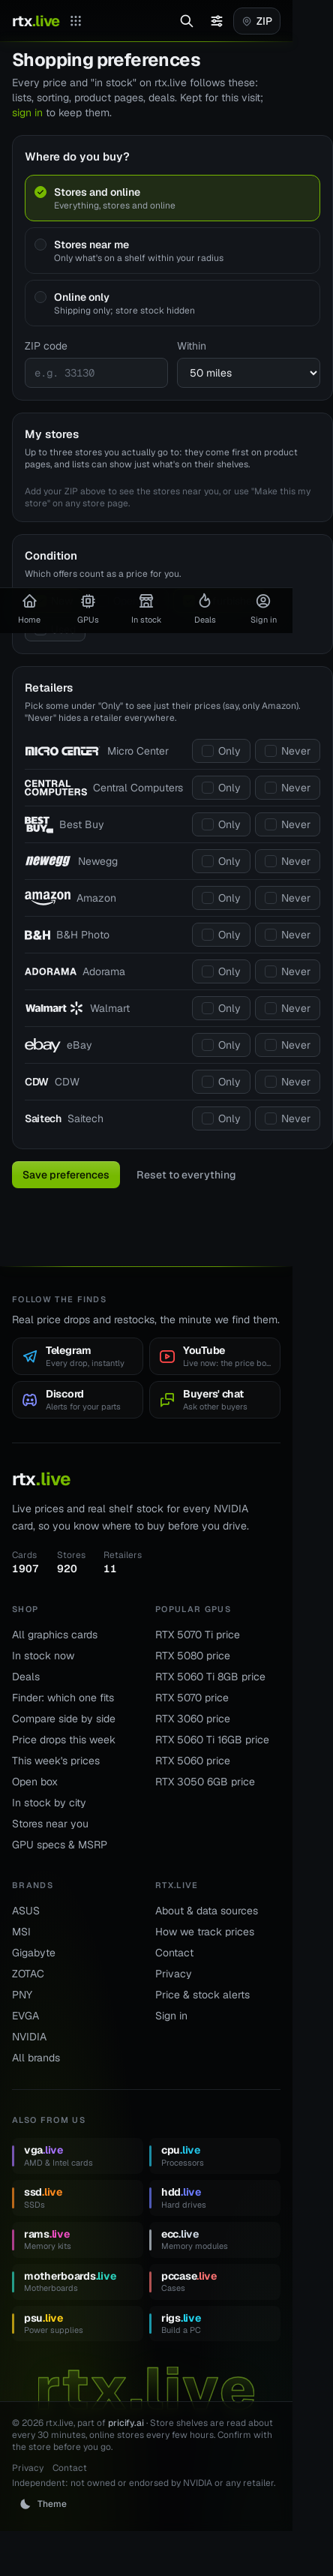 rtx.live
ZIP
Shopping preferences
Every price and "in stock" on rtx.live follows these:
lists, sorting, product pages, deals. Kept for this visit;
sign in to keep them.
Where do you buy?
Stores and online
Everything, stores and online
Stores near me
Only what's on a shelf within your radius
Online only
Shipping only; store stock hidden
ZIP code
Within
e.g. 33130
50 miles
My stores
Up to three stores you actually go to: they come first on product
pages, and lists can show just what's on their shelves.
Add your ZIP above to see the stores near you, or use "Make this my
store" on any store page.
Condition
Which offers count as a price for you.
Home
GPUs
In stock
Deals
Sign in
Retailers
Pick some under "Only" to see just their prices (say, only Amazon).
"Never" hides a retailer everywhere.
MICRO CENTER Micro Center Only Never
CENTRAL COMPUTERS Central Computers Only Never
BEST BUY Best Buy Only Never
newegg Newegg Only Never
amazon Amazon Only Never
B&H B&H Photo Only Never
ADORAMA Adorama Only Never
Walmart Walmart Only Never
ebay eBay Only Never
CDW CDW Only Never
Saitech Saitech Only Never
Save preferences
Reset to everything
FOLLOW THE FINDS
Real price drops and restocks, the minute we find them.
Telegram
Every drop, instantly
YouTube
Live now: the price bo...
Discord
Alerts for your parts
Buyers' chat
Ask other buyers
rtx.live
Live prices and real shelf stock for every NVIDIA
card, so you know where to buy before you drive.
Cards
1907
Stores
920
Retailers
11
SHOP
All graphics cards
In stock now
Deals
Finder: which one fits
Compare side by side
Price drops this week
This week's prices
Open box
In stock by city
Stores near you
GPU specs & MSRP
POPULAR GPUS
RTX 5070 Ti price
RTX 5080 price
RTX 5060 Ti 8GB price
RTX 5070 price
RTX 3060 price
RTX 5060 Ti 16GB price
RTX 5060 price
RTX 3050 6GB price
BRANDS
ASUS
MSI
Gigabyte
ZOTAC
PNY
EVGA
NVIDIA
All brands
RTX.LIVE
About & data sources
How we track prices
Contact
Privacy
Price & stock alerts
Sign in
ALSO FROM US
vga.live
AMD & Intel cards
cpu.live
Processors
ssd.live
SSDs
hdd.live
Hard drives
rams.live
Memory kits
ecc.live
Memory modules
motherboards.live
Motherboards
pccase.live
Cases
psu.live
Power supplies
rigs.live
Build a PC
rtx.live
© 2026 rtx.live, part of pricify.ai · Store shelves are read about
every 30 minutes, online stores every few hours. Confirm with
the store before you go.
Privacy Contact
Independent: not owned or endorsed by NVIDIA or any retailer.
Theme